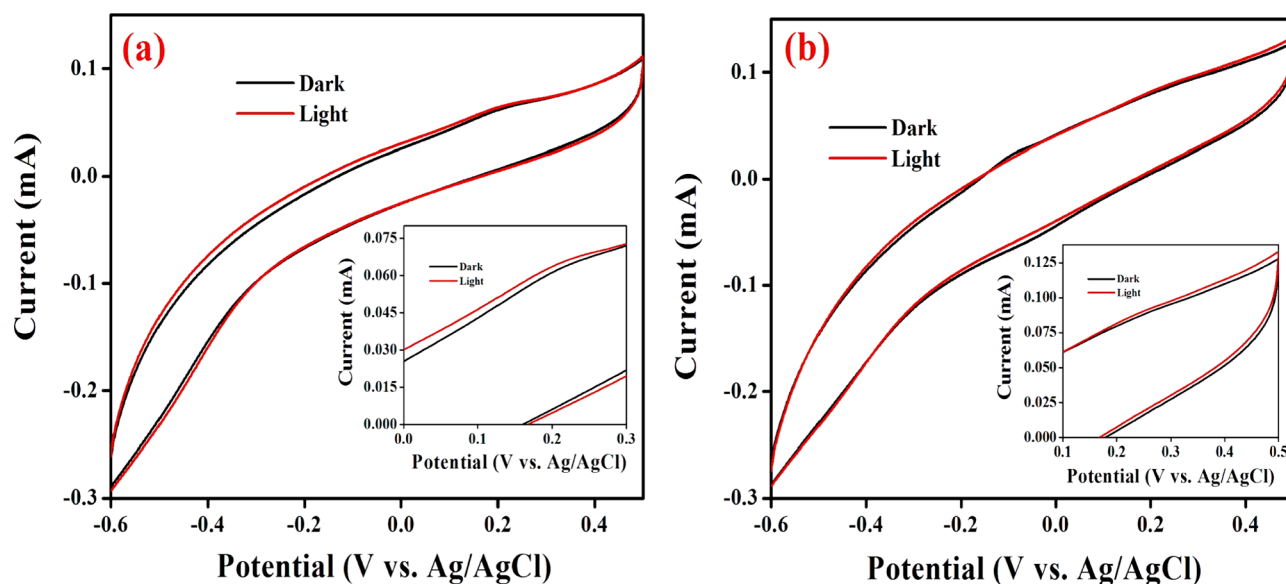 (a)
Dark
Light
0.1
0.0
-0.1
-0.2
-0.3
-0.6
-0.4
-0.2
0.0
0.2
0.4
Current (mA)
Potential (V vs. Ag/AgCl)
Dark
Light
0.075
0.060
0.045
0.030
0.015
0.000
0.0
0.1
0.2
0.3
Current (mA)
Potential (V vs. Ag/AgCl)
(b)
Dark
Light
0.1
0.0
-0.1
-0.2
-0.3
-0.6
-0.4
-0.2
0.0
0.2
0.4
Current (mA)
Potential (V vs. Ag/AgCl)
Dark
Light
0.125
0.100
0.075
0.050
0.025
0.000
0.1
0.2
0.3
0.4
0.5
Current (mA)
Potential (V vs. Ag/AgCl)